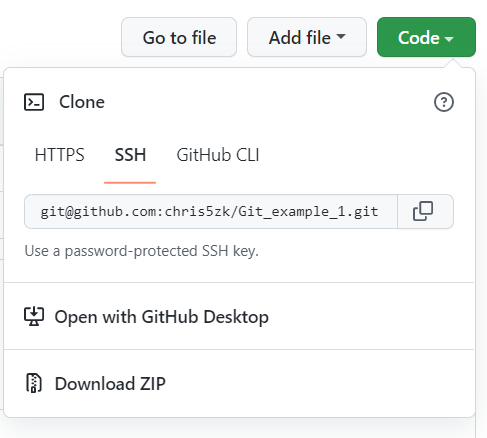 Go to file Add file Code
Clone
HTTPS SSH GitHub CLI
git@github.com:chris5zk/Git_example_1.git
Use a password-protected SSH key.
Open with GitHub Desktop
Download ZIP